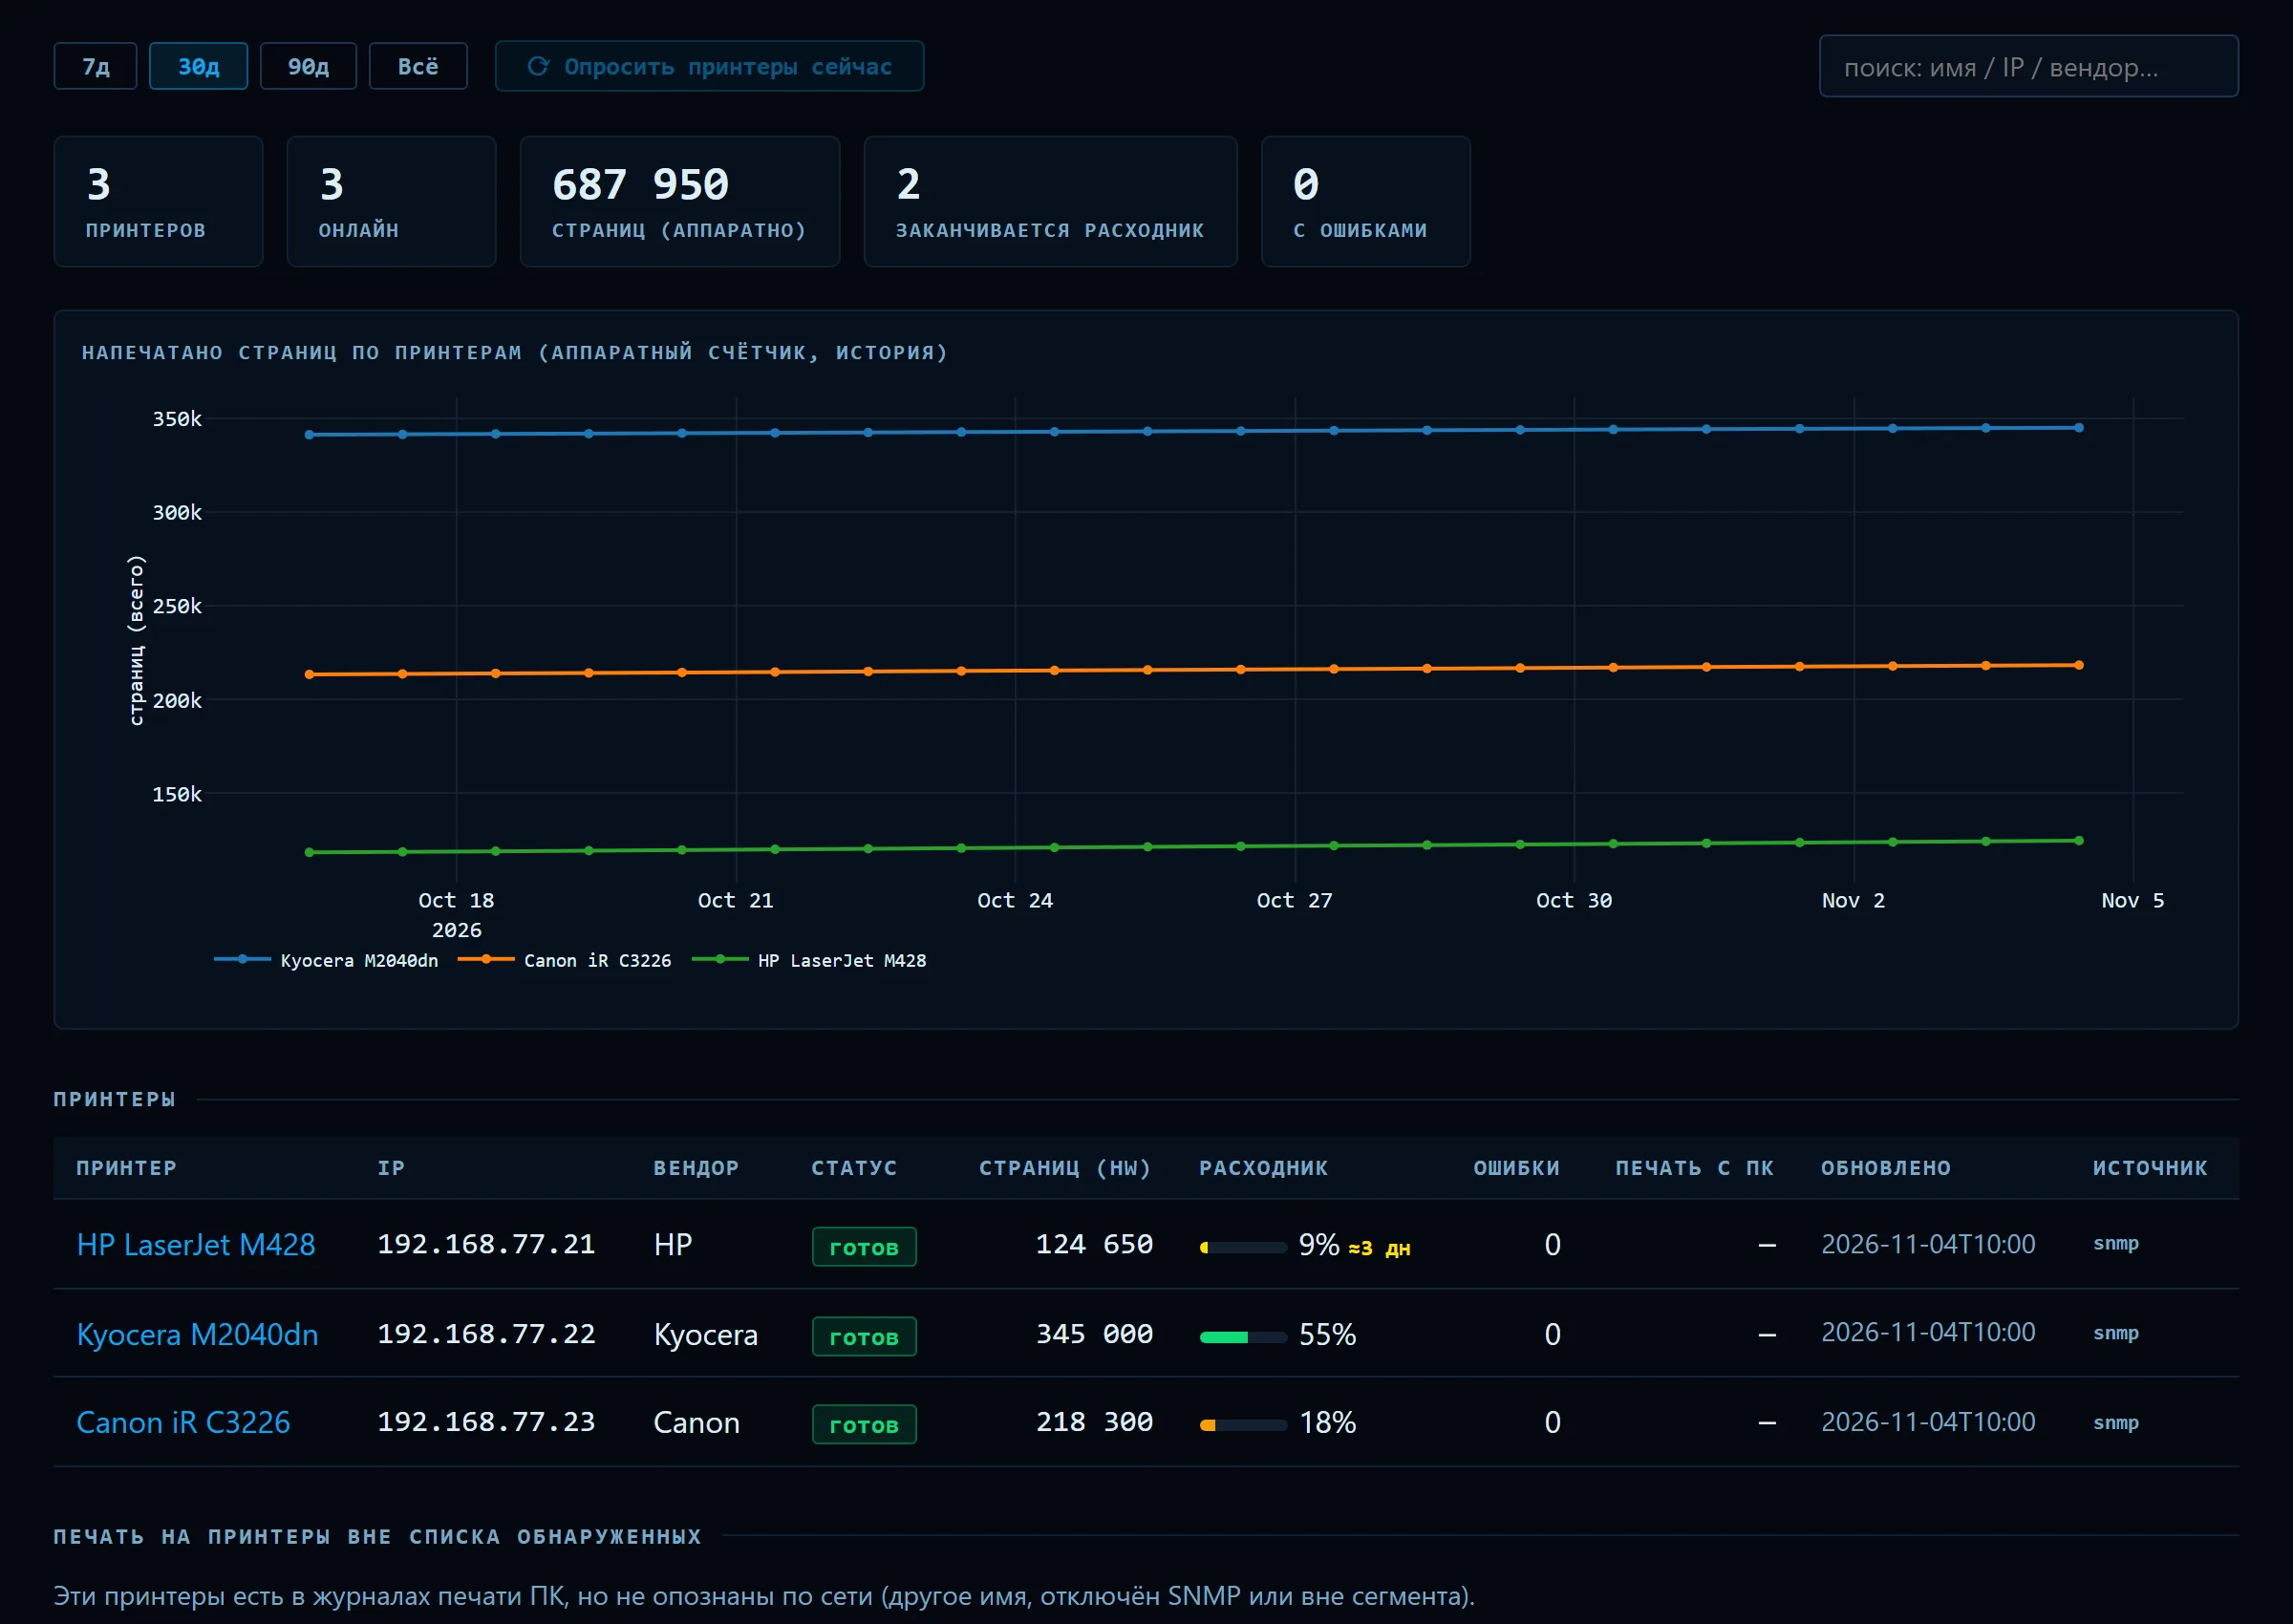 7д 30д 90д Всё ⟳ Опросить принтеры сейчас поиск: имя / IP / вендор...
3 3 687 950 2 0
ПРИНТЕРОВ ОНЛАЙН СТРАНИЦ (АППАРАТНО) ЗАКАНЧИВАЕТСЯ РАСХОДНИК С ОШИБКАМИ
НАПЕЧАТАНО СТРАНИЦ ПО ПРИНТЕРАМ (АППАРАТНЫЙ СЧЁТЧИК, ИСТОРИЯ)
страниц (всего)
350k
300k
250k
200k
150k
Oct 18 Oct 21 Oct 24 Oct 27 Oct 30 Nov 2 Nov 5
2026
Kyocera M2040dn Canon iR C3226 HP LaserJet M428
ПРИНТЕРЫ
ПРИНТЕР IP ВЕНДОР СТАТУС СТРАНИЦ (HW) РАСХОДНИК ОШИБКИ ПЕЧАТЬ С ПК ОБНОВЛЕНО ИСТОЧНИК
HP LaserJet M428 192.168.77.21 HP готов 124 650 9% ≈3 дн 0 — 2026-11-04T10:00 snmp
Kyocera M2040dn 192.168.77.22 Kyocera готов 345 000 55% 0 — 2026-11-04T10:00 snmp
Canon iR C3226 192.168.77.23 Canon готов 218 300 18% 0 — 2026-11-04T10:00 snmp
ПЕЧАТЬ НА ПРИНТЕРЫ ВНЕ СПИСКА ОБНАРУЖЕННЫХ
Эти принтеры есть в журналах печати ПК, но не опознаны по сети (другое имя, отключён SNMP или вне сегмента).